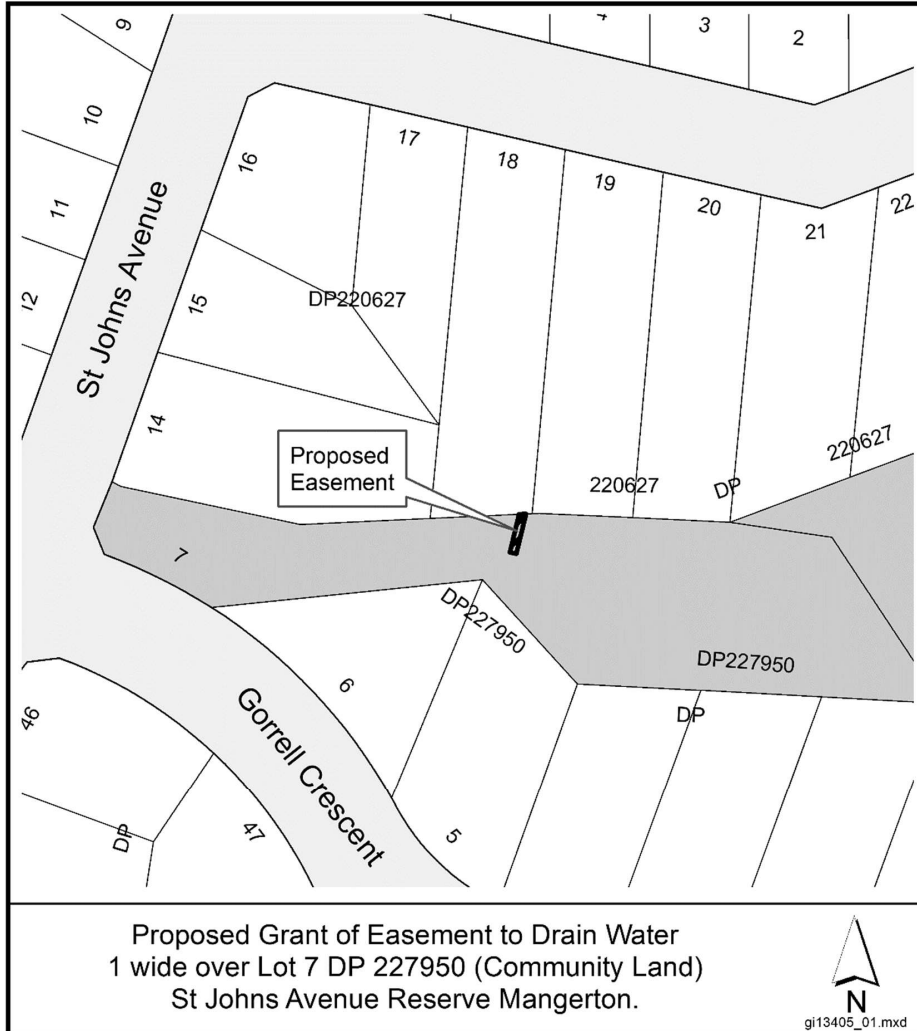 9
4
3
2
10
17
16
18
19
20
22
11
21
St Johns Avenue
15
DP220627
12
14
Proposed
Easement
220627
DP
220627
7
DP227950
DP227950
6
DP
46
Gorrell Crescent
DP
47
5
Proposed Grant of Easement to Drain Water
1 wide over Lot 7 DP 227950 (Community Land)
St Johns Avenue Reserve Mangerton.
N
gi13405_01.mxd